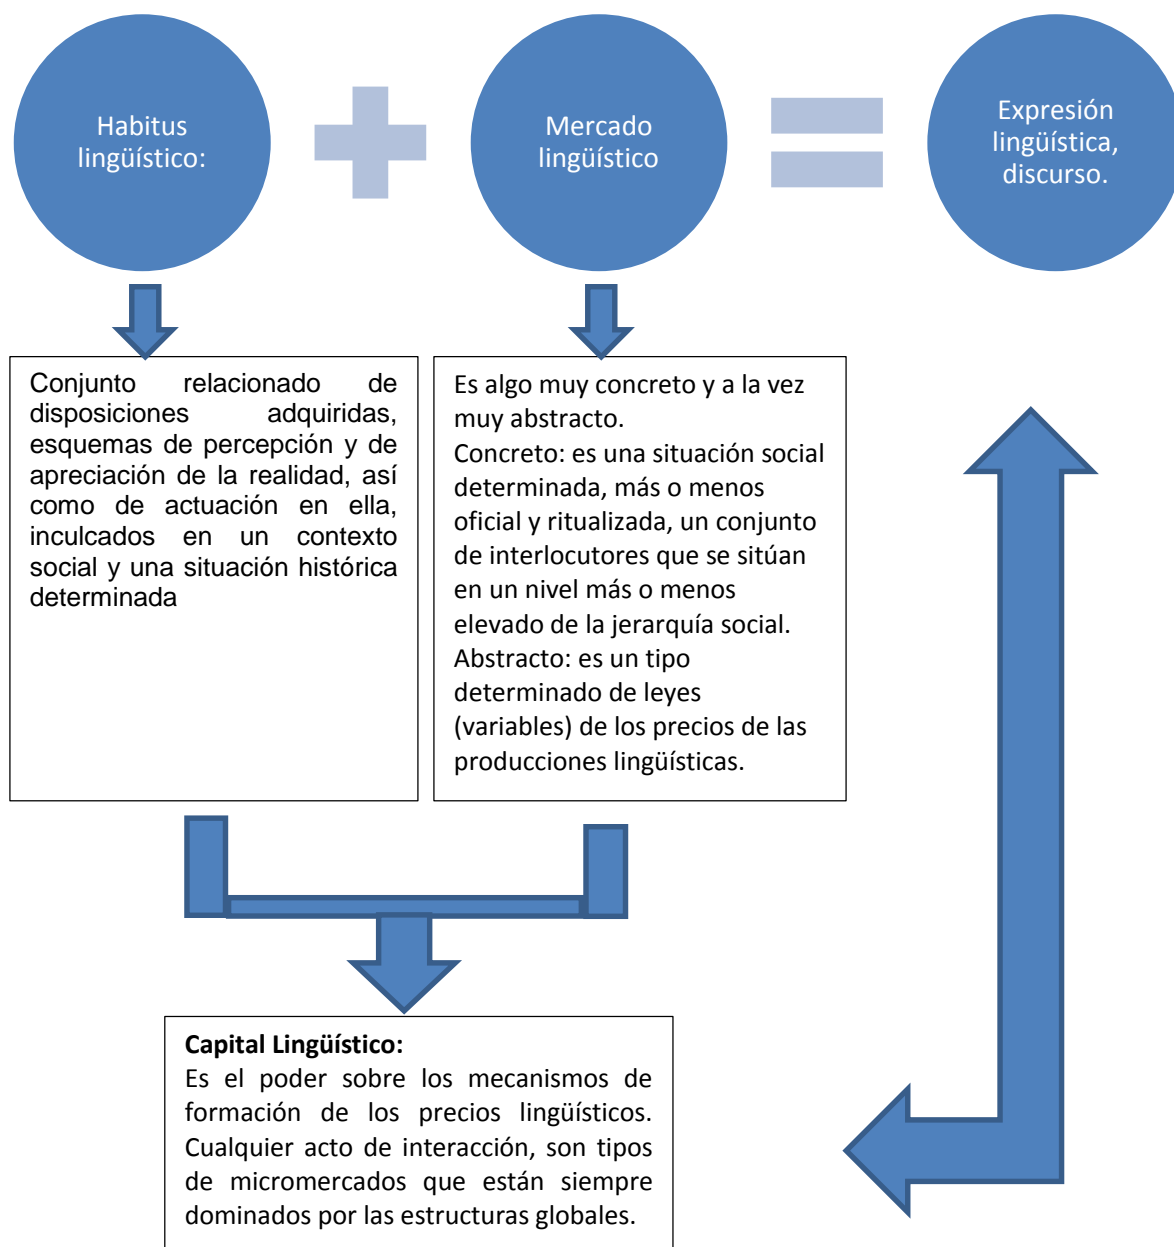 Habitus
lingüístico:
Mercado
lingüístico
Expresión
lingüística,
discurso.
Conjunto relacionado de
disposiciones adquiridas,
esquemas de percepción y de
apreciación de la realidad, así
como de actuación en ella,
inculcados en un contexto
social y una situación histórica
determinada
Es algo muy concreto y a la vez
muy abstracto.
Concreto: es una situación social
determinada, más o menos
oficial y ritualizada, un conjunto
de interlocutores que se sitúan
en un nivel más o menos
elevado de la jerarquía social.
Abstracto: es un tipo
determinado de leyes
(variables) de los precios de las
producciones lingüísticas.
Capital Lingüístico:
Es el poder sobre los mecanismos de
formación de los precios lingüísticos.
Cualquier acto de interacción, son tipos
de micromercados que están siempre
dominados por las estructuras globales.